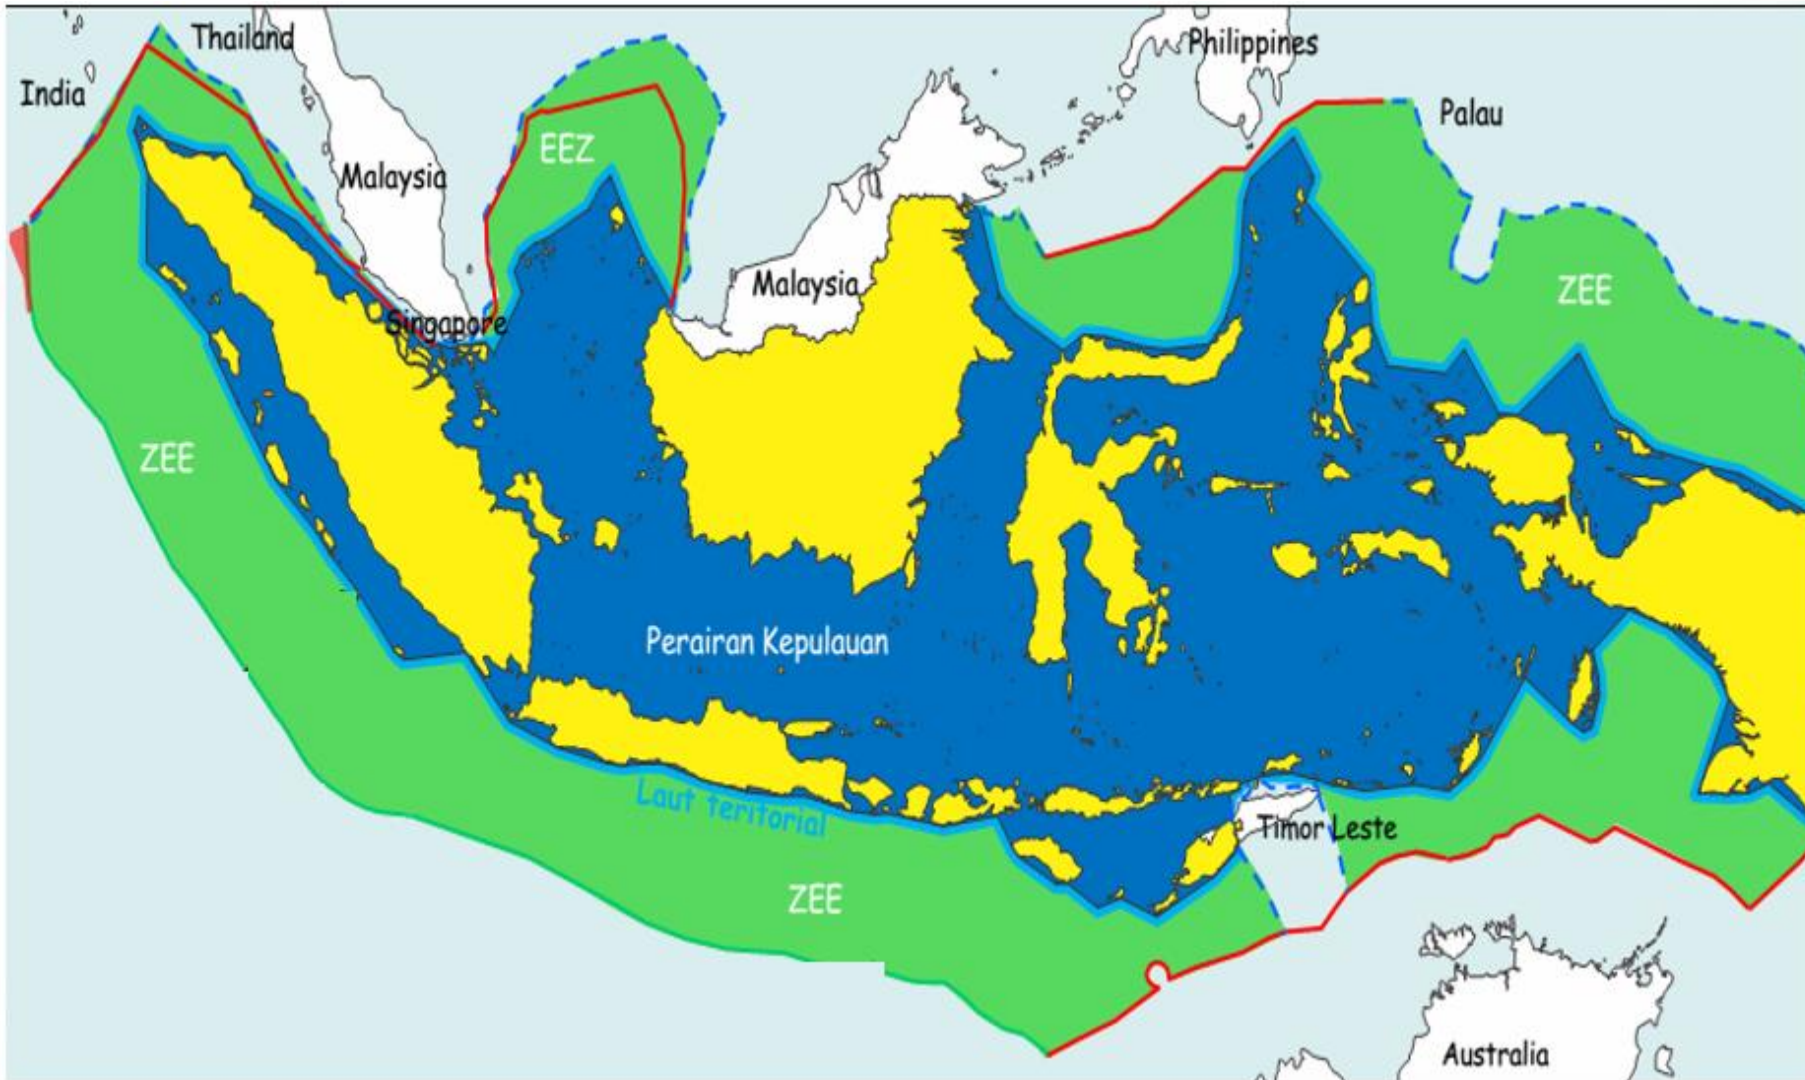 Thailand
Philippines
India
Palau
EEZ
Malaysia
Malaysia
ZEE
Singapore
ZEE
Perairan Kepulauan
Laut teritorial
Timor Leste
ZEE
Australia